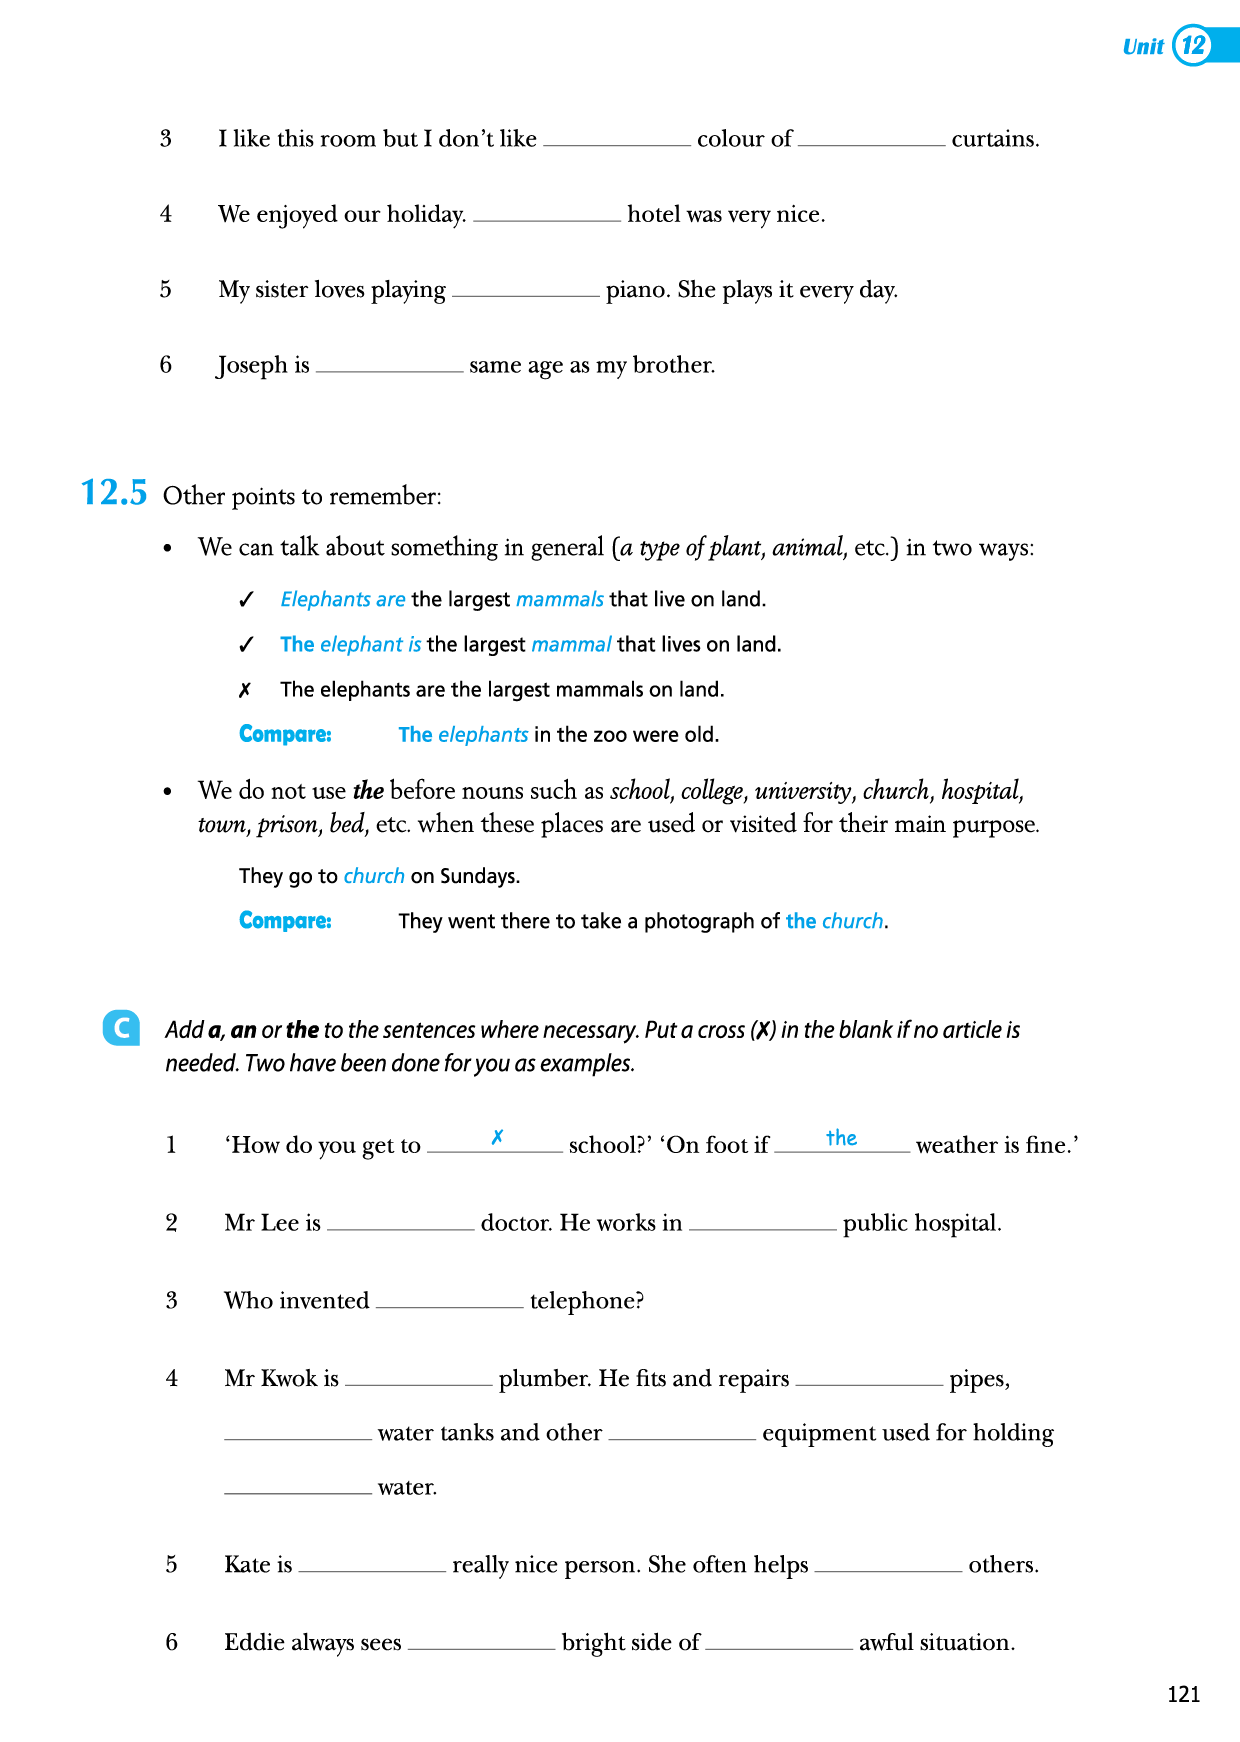 Unit 12
3 I like this room but I don't like ____________ colour of ____________ curtains.
4 We enjoyed our holiday. ____________ hotel was very nice.
5 My sister loves playing ____________ piano. She plays it every day.
6 Joseph is ____________ same age as my brother.
12.5 Other points to remember:
• We can talk about something in general (a type of plant, animal, etc.) in two ways:
✓ Elephants are the largest mammals that live on land.
✓ The elephant is the largest mammal that lives on land.
✗ The elephants are the largest mammals on land.
Compare: The elephants in the zoo were old.
• We do not use the before nouns such as school, college, university, church, hospital,
town, prison, bed, etc. when these places are used or visited for their main purpose.
They go to church on Sundays.
Compare: They went there to take a photograph of the church.
C Add a, an or the to the sentences where necessary. Put a cross (✗) in the blank if no article is
needed. Two have been done for you as examples.
1 ‘How do you get to ✗ school?’ ‘On foot if the weather is fine.’
2 Mr Lee is ____________ doctor. He works in ____________ public hospital.
3 Who invented ____________ telephone?
4 Mr Kwok is ____________ plumber. He fits and repairs ____________ pipes,
____________ water tanks and other ____________ equipment used for holding
____________ water.
5 Kate is ____________ really nice person. She often helps ____________ others.
6 Eddie always sees ____________ bright side of ____________ awful situation.
121